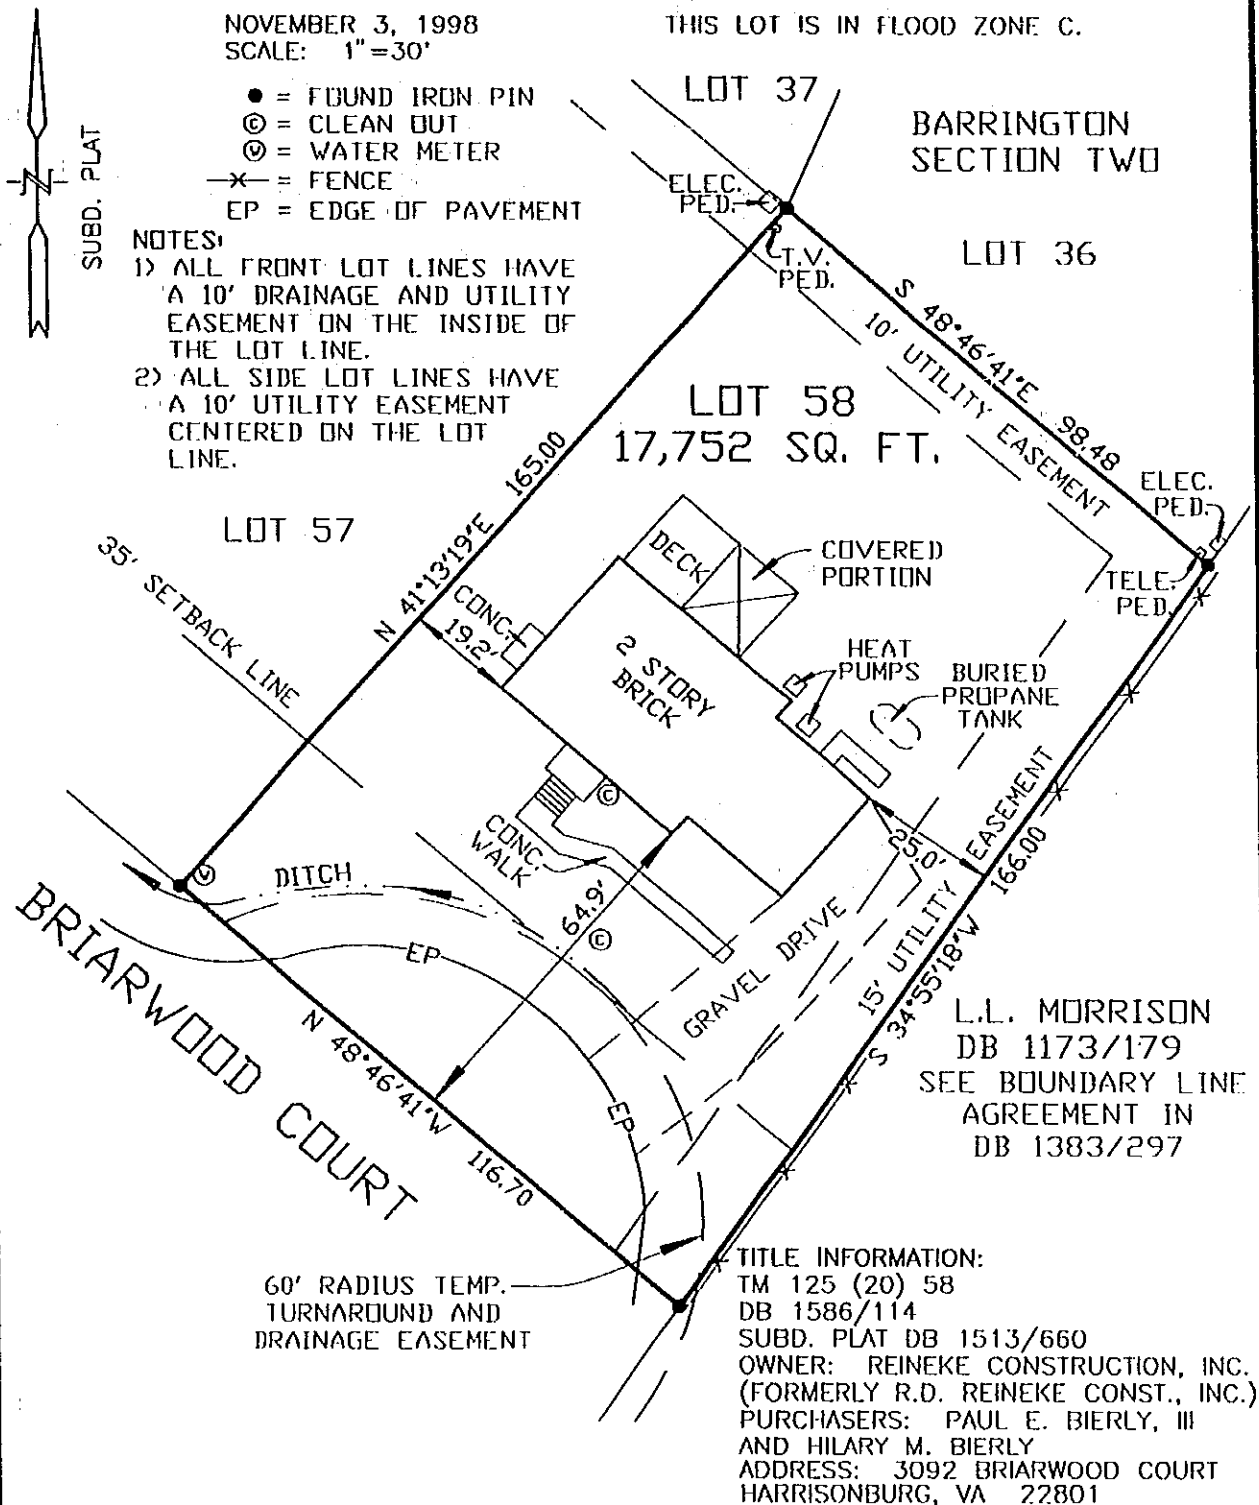 NOVEMBER 3, 1998
SCALE: 1"=30'
THIS LOT IS IN FLOOD ZONE C.
N
SUBD. PLAT
● = FOUND IRON PIN
Ⓒ = CLEAN OUT
Ⓥ = WATER METER
—x— = FENCE
EP = EDGE OF PAVEMENT
NOTES:
1) ALL FRONT LOT LINES HAVE
A 10' DRAINAGE AND UTILITY
EASEMENT ON THE INSIDE OF
THE LOT LINE.
2) ALL SIDE LOT LINES HAVE
A 10' UTILITY EASEMENT
CENTERED ON THE LOT
LINE.
LOT 37
BARRINGTON
SECTION TWO
ELEC.
PED.
T.V.
PED.
LOT 36
S 48°46'41"E 98.48
10' UTILITY EASEMENT
LOT 58
17,752 SQ. FT.
ELEC.
PED.
TELE.
PED.
N 41°13'19"E 165.00
LOT 57
35' SETBACK LINE
CONC.
19.2'
DECK
COVERED
PORTION
2 STORY
BRICK
HEAT
PUMPS
BURIED
PROPANE
TANK
C
CONC.
WALK
25.0'
15' UTILITY EASEMENT
S 34°55'18"W 166.00
V
DITCH
64.9'
C
GRAVEL DRIVE
EP
EP
BRIARWOOD COURT
N 48°46'41"W 116.70
L.L. MORRISON
DB 1173/179
SEE BOUNDARY LINE
AGREEMENT IN
DB 1383/297
60' RADIUS TEMP.
TURNAROUND AND
DRAINAGE EASEMENT
TITLE INFORMATION:
TM 125 (20) 58
DB 1586/114
SUBD. PLAT DB 1513/660
OWNER: REINEKE CONSTRUCTION, INC.
(FORMERLY R.D. REINEKE CONST., INC.)
PURCHASERS: PAUL E. BIERLY, III
AND HILARY M. BIERLY
ADDRESS: 3092 BRIARWOOD COURT
HARRISONBURG, VA 22801